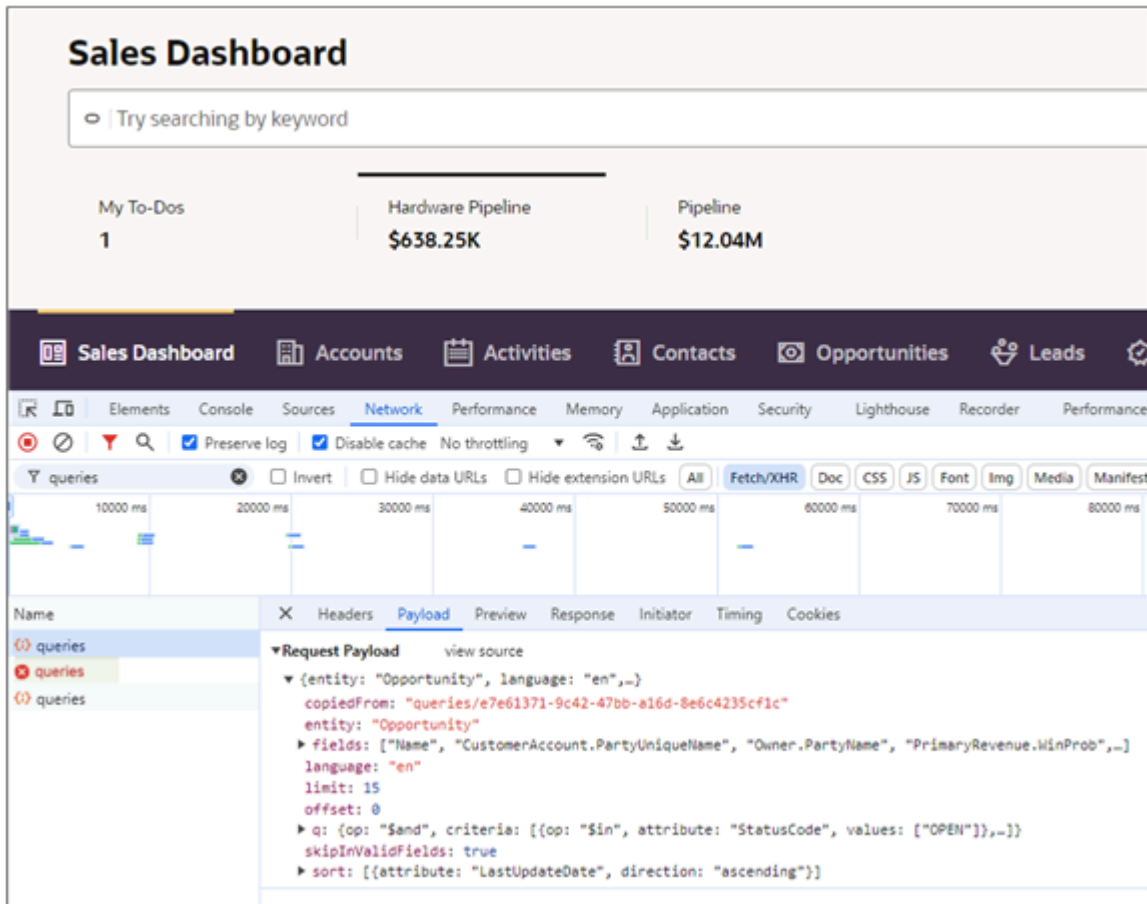 Sales Dashboard
Try searching by keyword
My To-Dos Hardware Pipeline Pipeline
1 $638.25K $12.04M
Sales Dashboard Accounts Activities Contacts Opportunities Leads
Elements Console Sources Network Performance Memory Application Security Lighthouse Recorder Performance
Preserve log Disable cache No throttling
queries Invert Hide data URLs Hide extension URLs All Fetch/XHR Doc CSS JS Font Img Media Manifest
10000 ms 20000 ms 30000 ms 40000 ms 50000 ms 60000 ms 70000 ms 80000 ms
Name Headers Payload Preview Response Initiator Timing Cookies
queries
queries
queries
▼Request Payload view source
▼ {entity: "Opportunity", language: "en",…}
copiedFrom: "queries/e7e61371-9c42-47bb-a16d-8e6c4235cf1c"
entity: "Opportunity"
▶ fields: ["Name", "CustomerAccount.PartyUniqueName", "Owner.PartyName", "PrimaryRevenue.WinProb",…]
language: "en"
limit: 15
offset: 0
▶ q: {op: "$and", criteria: [{op: "$in", attribute: "StatusCode", values: ["OPEN"]},…]}
skipInValidFields: true
▶ sort: [{attribute: "LastUpdateDate", direction: "ascending"}]